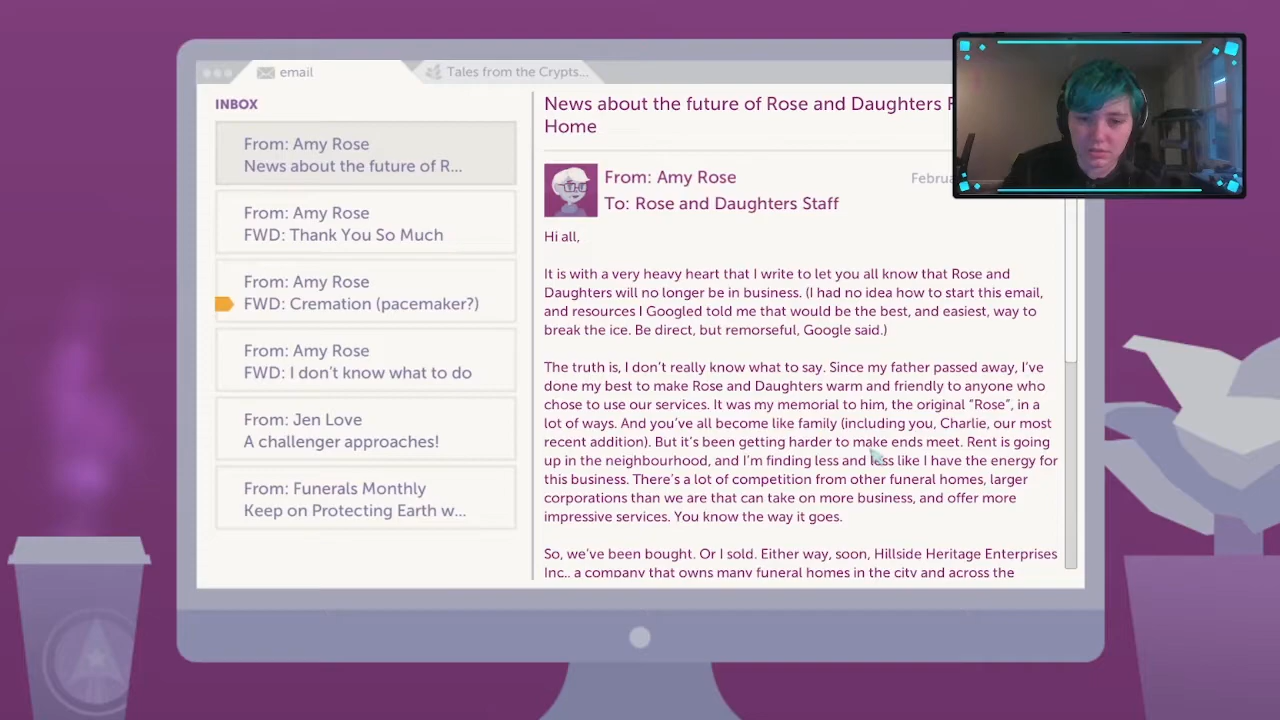 email
Tales from the Crypts...
INBOX
From: Amy Rose
News about the future of R...
From: Amy Rose
FWD: Thank You So Much
From: Amy Rose
FWD: Cremation (pacemaker?)
From: Amy Rose
FWD: I don't know what to do
From: Jen Love
A challenger approaches!
From: Funerals Monthly
Keep on Protecting Earth w...
News about the future of Rose and Daughters
Home
From: Amy Rose
To: Rose and Daughters Staff
Hi all,
It is with a very heavy heart that I write to let you all know that Rose and
Daughters will no longer be in business. (I had no idea how to start this email,
and resources I Googled told me that would be the best, and easiest, way to
break the ice. Be direct, but remorseful, Google said.)
The truth is, I don't really know what to say. Since my father passed away, I've
done my best to make Rose and Daughters warm and friendly to anyone who
chose to use our services. It was my memorial to him, the original "Rose", in a
lot of ways. And you've all become like family (including you, Charlie, our most
recent addition). But it's been getting harder to make ends meet. Rent is going
up in the neighbourhood, and I'm finding less and less like I have the energy for
this business. There's a lot of competition from other funeral homes, larger
corporations than we are that can take on more business, and offer more
impressive services. You know the way it goes.
So, we've been bought. Or I sold. Either way, soon, Hillside Heritage Enterprises
Inc., a company that owns many funeral homes in the city and across the